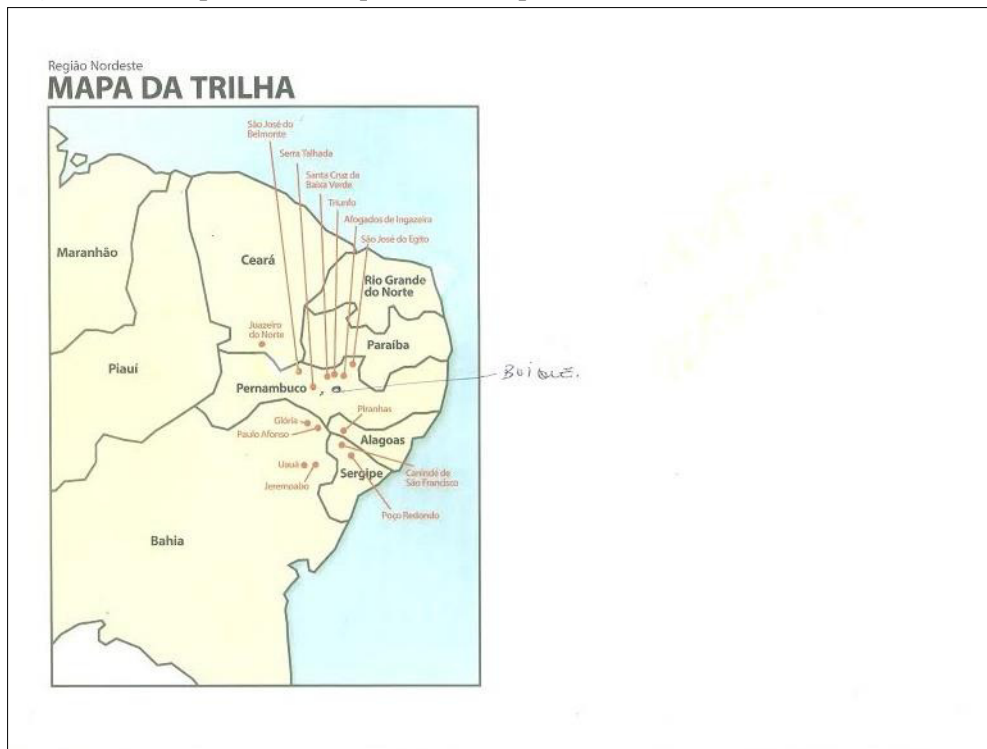 Região Nordeste
MAPA DA TRILHA
São José do
Belmonte
Serra Talhada
Santa Cruz da
Baixa Verde
Triunfo
Afogados de Ingazeira
São José do Egito
Maranhão
Ceará
Rio Grande
do Norte
Juazeiro
do Norte
Paraíba
Piauí
Pernambuco
BUIQUE.
Glória
Piranhas
Paulo Afonso
Alagoas
Uauá
Sergipe
Canindé de
São Francisco
Jeremoabo
Poço Redondo
Bahia